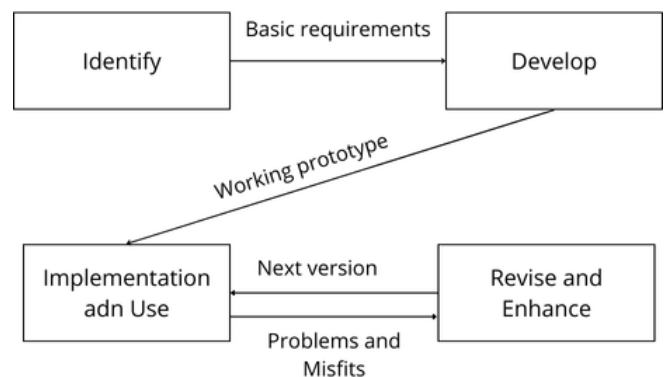 Basic requirements
Identify
Develop
Working prototype
Implementation
adn Use
Next version
Revise and
Enhance
Problems and
Misfits